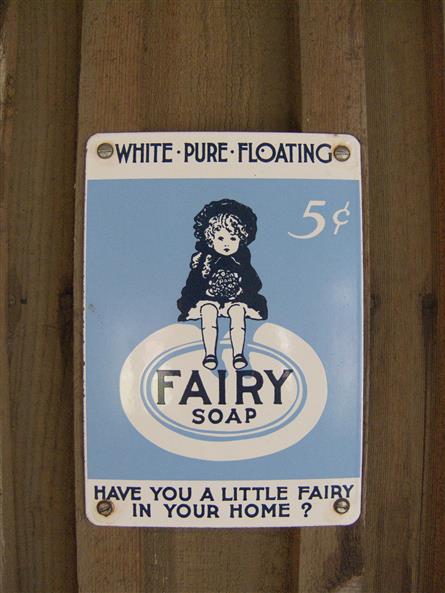 WHITE · PURE · FLOATING
5¢
FAIRY
SOAP
HAVE YOU A LITTLE FAIRY
IN YOUR HOME ?